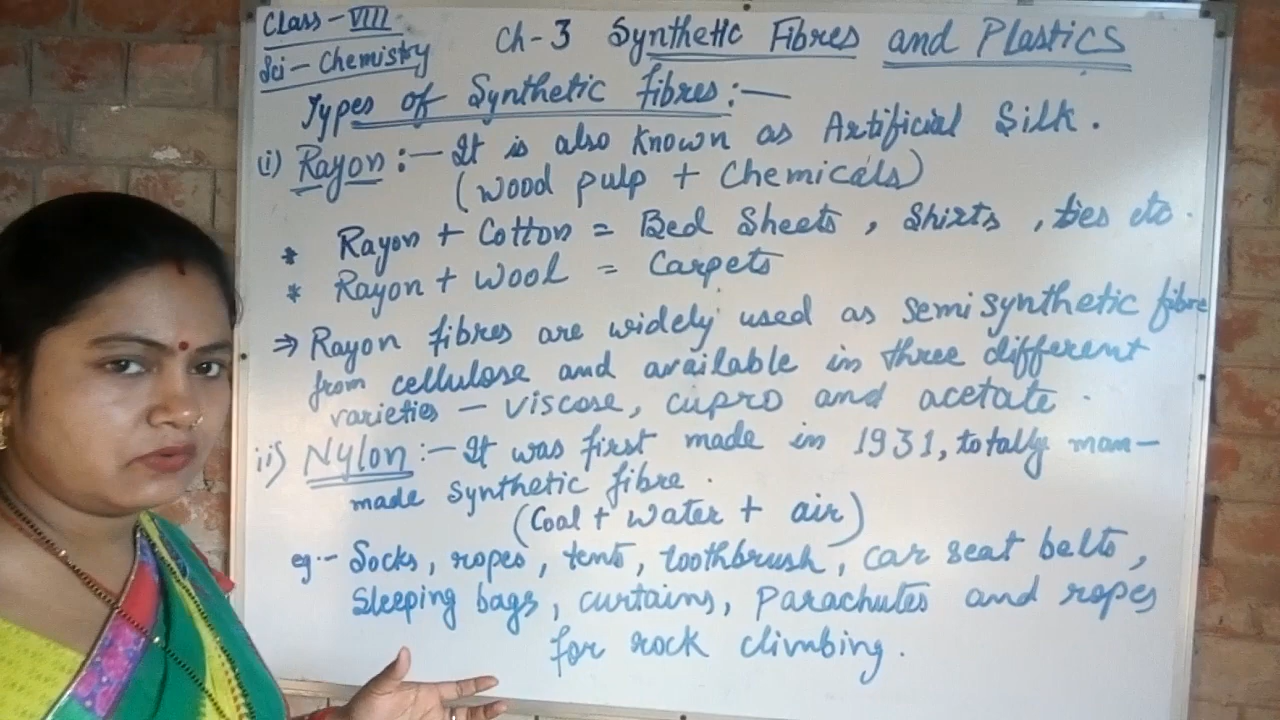 Class - VIII
Sci - Chemistry
Ch-3 Synthetic Fibres and Plastics
Types of Synthetic fibres :-
(i) Rayon :- It is also known as Artificial Silk.
(wood pulp + Chemicals)
* Rayon + Cotton = Bed Sheets, Shirts, ties etc.
* Rayon + Wool = Carpets
⇒ Rayon fibres are widely used as semi synthetic fibre
from cellulose and available in three different
varieties - viscose, cupro and acetate.
ii) Nylon :- It was first made in 1931, totally man-
made synthetic fibre.
(Coal + water + air)
eg:- Socks, ropes, tents, toothbrush, car seat belts,
Sleeping bags, curtains, Parachutes and ropes
for rock climbing.